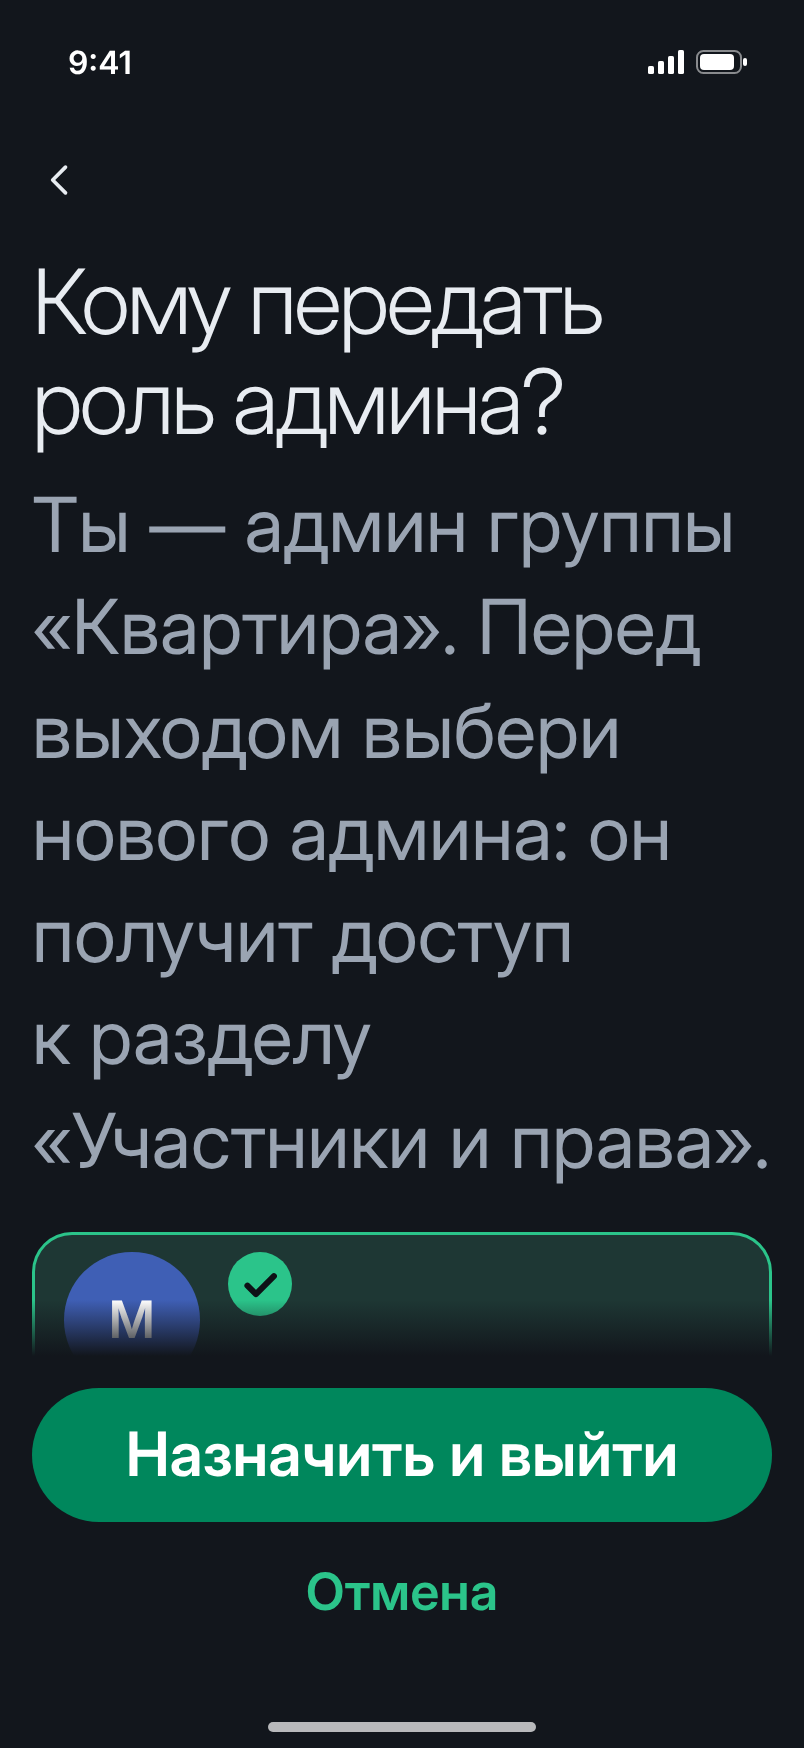 9:41
Кому передать
роль админа?
Ты — админ группы
«Квартира». Перед
выходом выбери
нового админа: он
получит доступ
к разделу
«Участники и права».
М
Назначить и выйти
Отмена